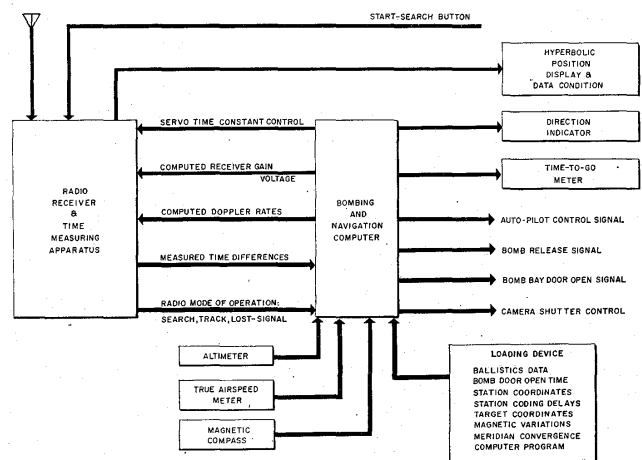 START-SEARCH BUTTON
HYPERBOLIC
POSITION
DISPLAY &
DATA CONDITION
SERVO TIME CONSTANT CONTROL
DIRECTION
INDICATOR
COMPUTED RECEIVER GAIN
VOLTAGE
TIME-TO-GO
METER
RADIO
RECEIVER
&
TIME
MEASURING
APPARATUS
BOMBING
AND
NAVIGATION
COMPUTER
COMPUTED DOPPLER RATES
AUTO-PILOT CONTROL SIGNAL
BOMB RELEASE SIGNAL
MEASURED TIME DIFFERENCES
BOMB BAY DOOR OPEN SIGNAL
RADIO MODE OF OPERATION:
SEARCH, TRACK, LOST-SIGNAL
CAMERA SHUTTER CONTROL
ALTIMETER
TRUE AIRSPEED
METER
MAGNETIC
COMPASS
LOADING DEVICE
BALLISTICS DATA
BOMB DOOR OPEN TIME
STATION COORDINATES
STATION CODING DELAYS
TARGET COORDINATES
MAGNETIC VARIATIONS
MERIDIAN CONVERGENCE
COMPUTER PROGRAM